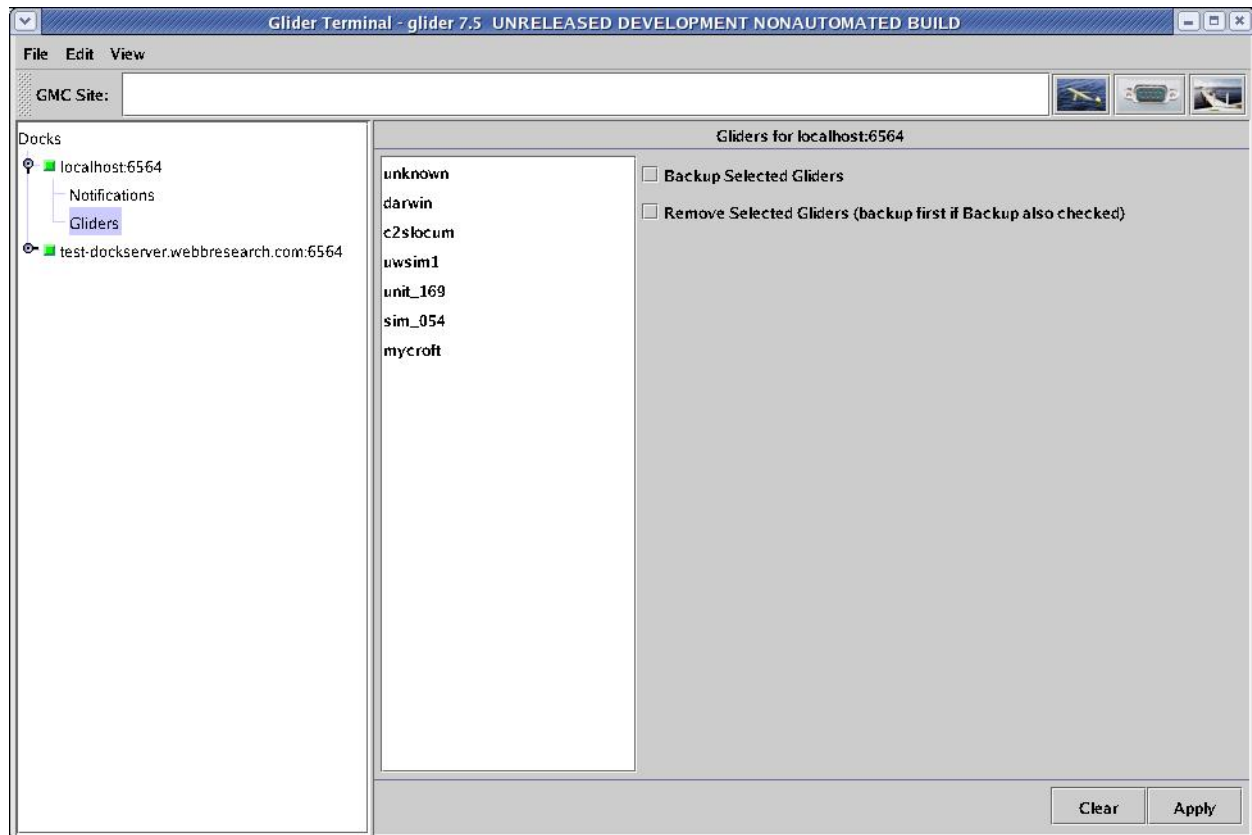 Glider Terminal - glider 7.5 UNRELEASED DEVELOPMENT NONAUTOMATED BUILD
File Edit View
GMC Site:
Docks
localhost:6564
Notifications
Gliders
test-dockserver.webbresearch.com:6564
Gliders for localhost:6564
unknown
darwin
c2slocum
uwsim1
unit_169
sim_054
mycroft
Backup Selected Gliders
Remove Selected Gliders (backup first if Backup also checked)
Clear Apply